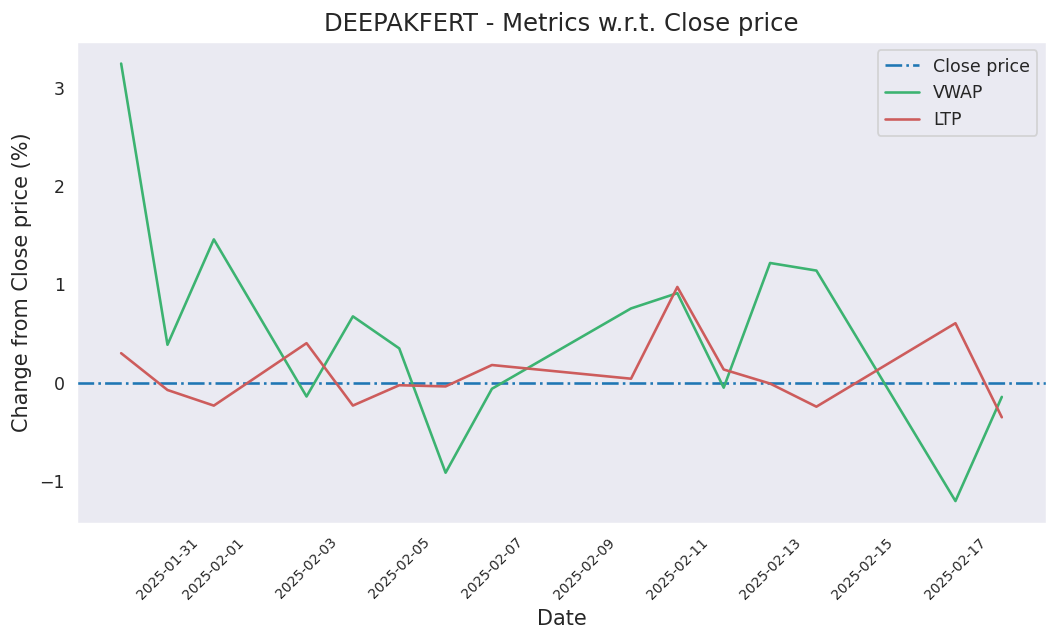 DEEPAKFERT - Metrics w.r.t. Close price
Change from Close price (%)
3
2
1
0
−1
Close price
VWAP
LTP
2025-01-31
2025-02-01
2025-02-03
2025-02-05
2025-02-07
2025-02-09
2025-02-11
2025-02-13
2025-02-15
2025-02-17
Date